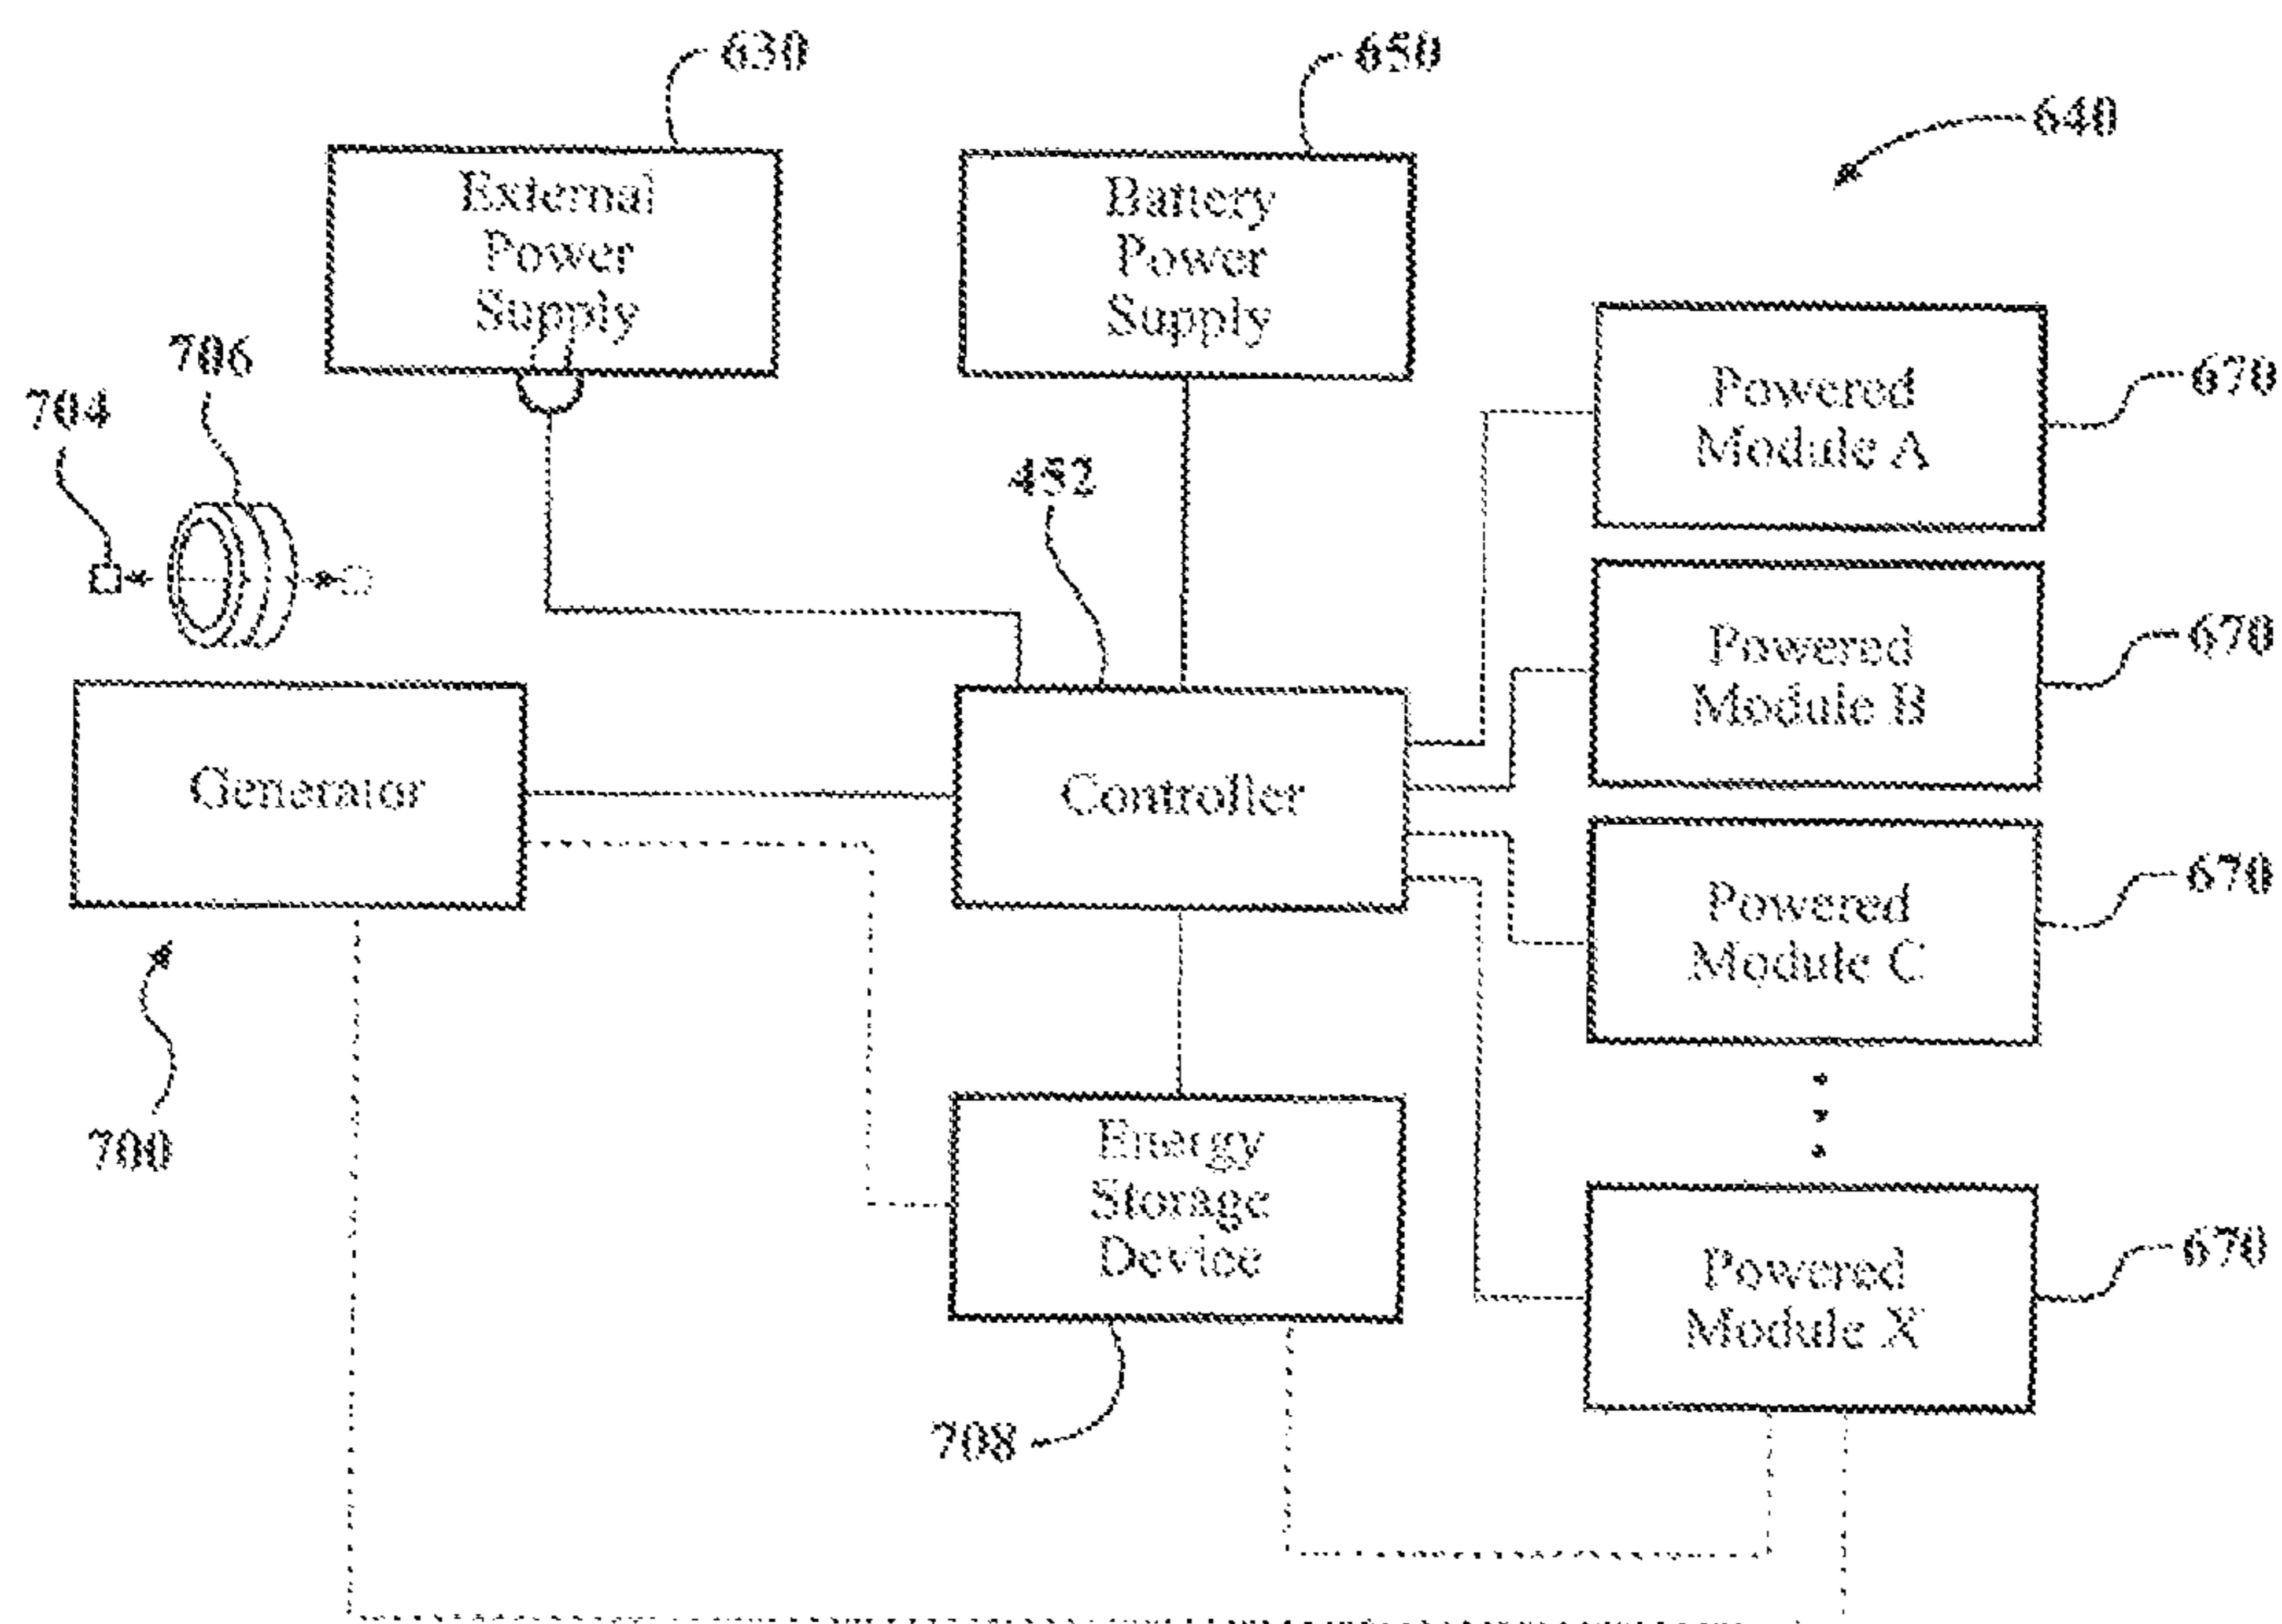 630
650
640
External
Power
Supply
Battery
Power
Supply
706
704
452
Powered
Module A
670
Powered
Module B
670
Generator
Controller
Powered
Module C
670
700
Energy
Storage
Device
Powered
Module X
670
708